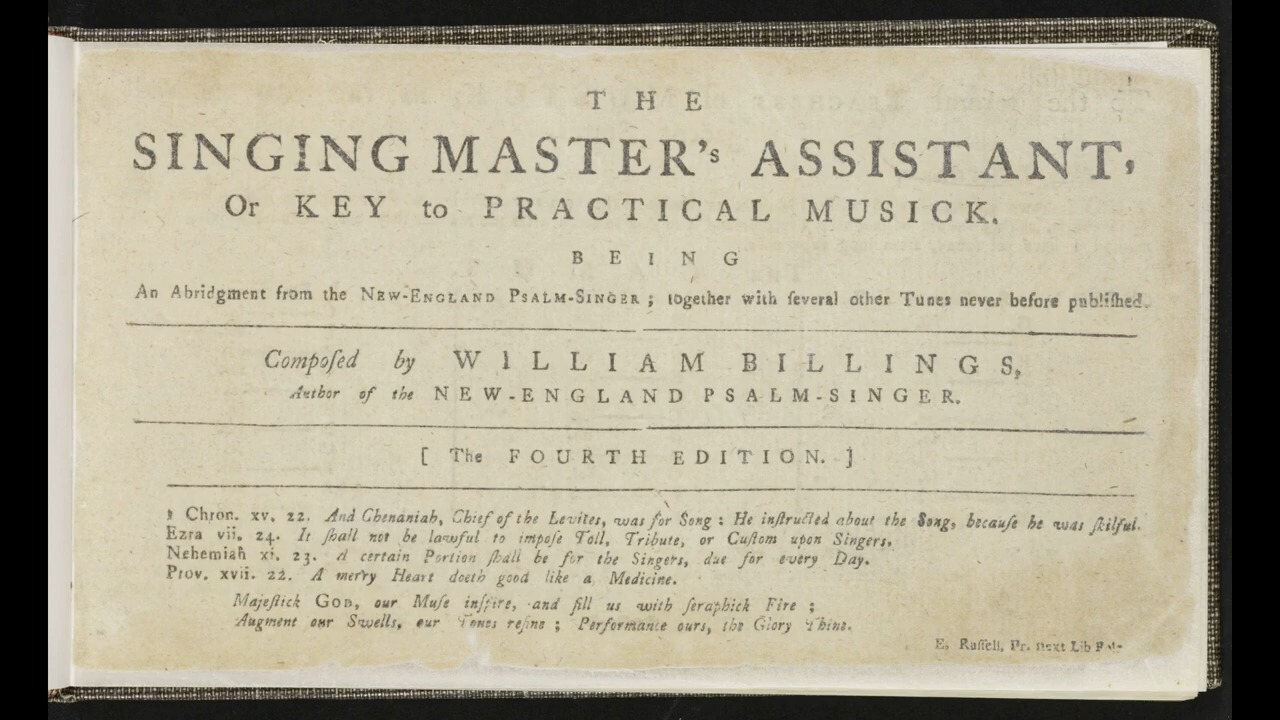 THE
SINGING MASTER's ASSISTANT,
Or KEY to PRACTICAL MUSICK.
BEING
An Abridgment from the NEW-ENGLAND PSALM-SINGER; together with ſeveral other Tunes never before publiſhed.
Compoſed by WILLIAM BILLINGS,
Author of the NEW-ENGLAND PSALM-SINGER.
[ The FOURTH EDITION. ]
1 Chron. xv. 22. And Chenaniah, Chief of the Levites, was for Song: He inſtructed about the Song, becauſe he was ſkilful.
Ezra vii. 24. It ſhall not be lawful to impoſe Toll, Tribute, or Cuſtom upon Singers.
Nehemiah xi. 23. A certain Portion ſhall be for the Singers, due for every Day.
Prov. xvii. 22. A merry Heart doeth good like a Medicine.
Majeſtick GOD, our Muſe inſpire, and fill us with ſeraphick Fire;
Augment our Swells, our Tones refine; Performance ours, the Glory Thine.
E. Ruſſell, Pr. next Lib